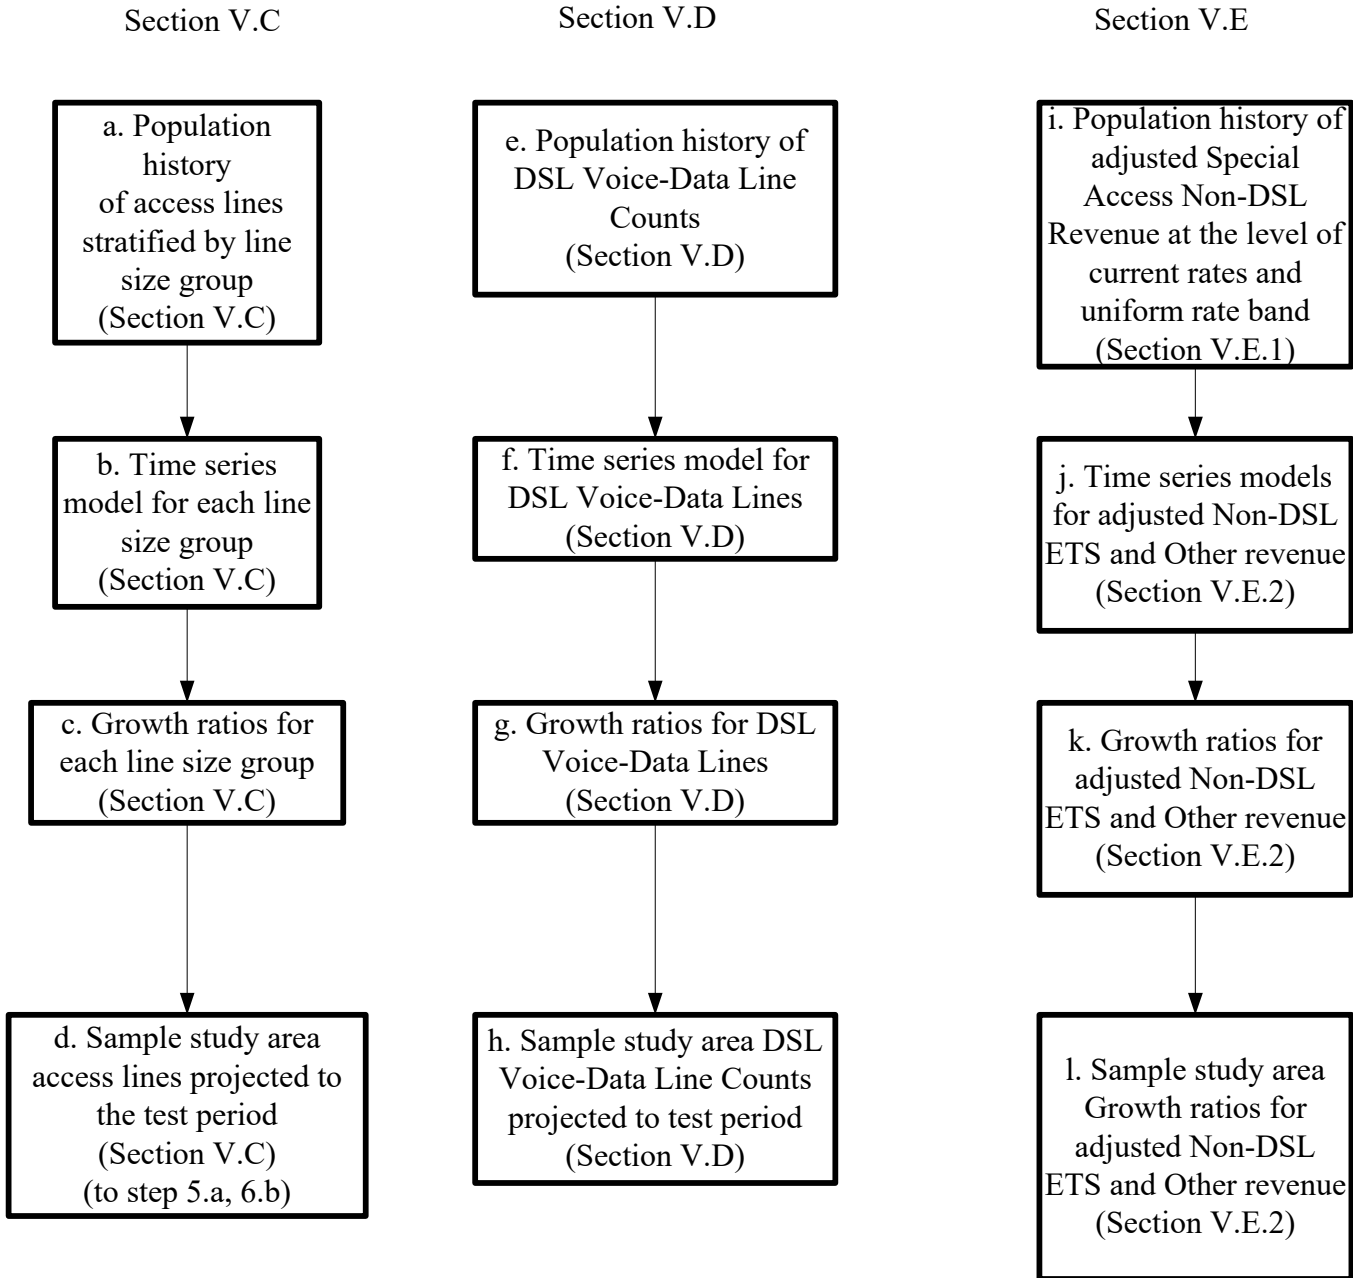 Section V.C
Section V.D
Section V.E
a. Population
history
of access lines
stratified by line
size group
(Section V.C)
b. Time series
model for each line
size group
(Section V.C)
c. Growth ratios for
each line size group
(Section V.C)
d. Sample study area
access lines projected to
the test period
(Section V.C)
(to step 5.a, 6.b)
e. Population history of
DSL Voice-Data Line
Counts
(Section V.D)
f. Time series model for
DSL Voice-Data Lines
(Section V.D)
g. Growth ratios for DSL
Voice-Data Lines
(Section V.D)
h. Sample study area DSL
Voice-Data Line Counts
projected to test period
(Section V.D)
i. Population history of
adjusted Special
Access Non-DSL
Revenue at the level of
current rates and
uniform rate band
(Section V.E.1)
j. Time series models
for adjusted Non-DSL
ETS and Other revenue
(Section V.E.2)
k. Growth ratios for
adjusted Non-DSL
ETS and Other revenue
(Section V.E.2)
l. Sample study area
Growth ratios for
adjusted Non-DSL
ETS and Other revenue
(Section V.E.2)